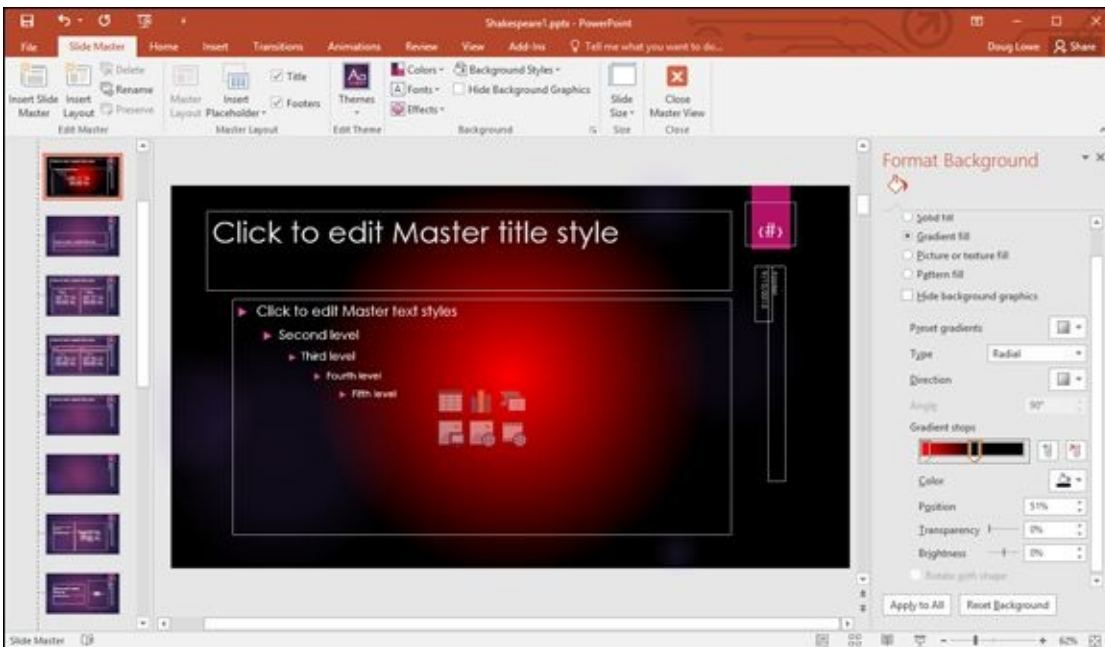 Shakespeare1.pptx - PowerPoint
File Slide Master Home Insert Transitions Animations Review View Add-Ins Tell me what you want to do... Doug Lowe Share
Insert Slide Master
Insert Layout
Delete
Rename
Preserve
Edit Master
Master Layout
Insert Placeholder
Title
Footers
Master Layout
Themes
Edit Theme
Colors
Fonts
Effects
Background Styles
Hide Background Graphics
Background
Slide Size
Size
Close Master View
Close
Click to edit Master title style
‹#›
Click to edit Master text styles
Second level
Third level
Fourth level
Fifth level
Format Background
Solid fill
Gradient fill
Picture or texture fill
Pattern fill
Hide background graphics
Preset gradients
Type Radial
Direction
Angle 90°
Gradient stops
Color
Position 51%
Transparency 0%
Brightness 0%
Rotate with shape
Apply to All Reset Background
Slide Master 62%